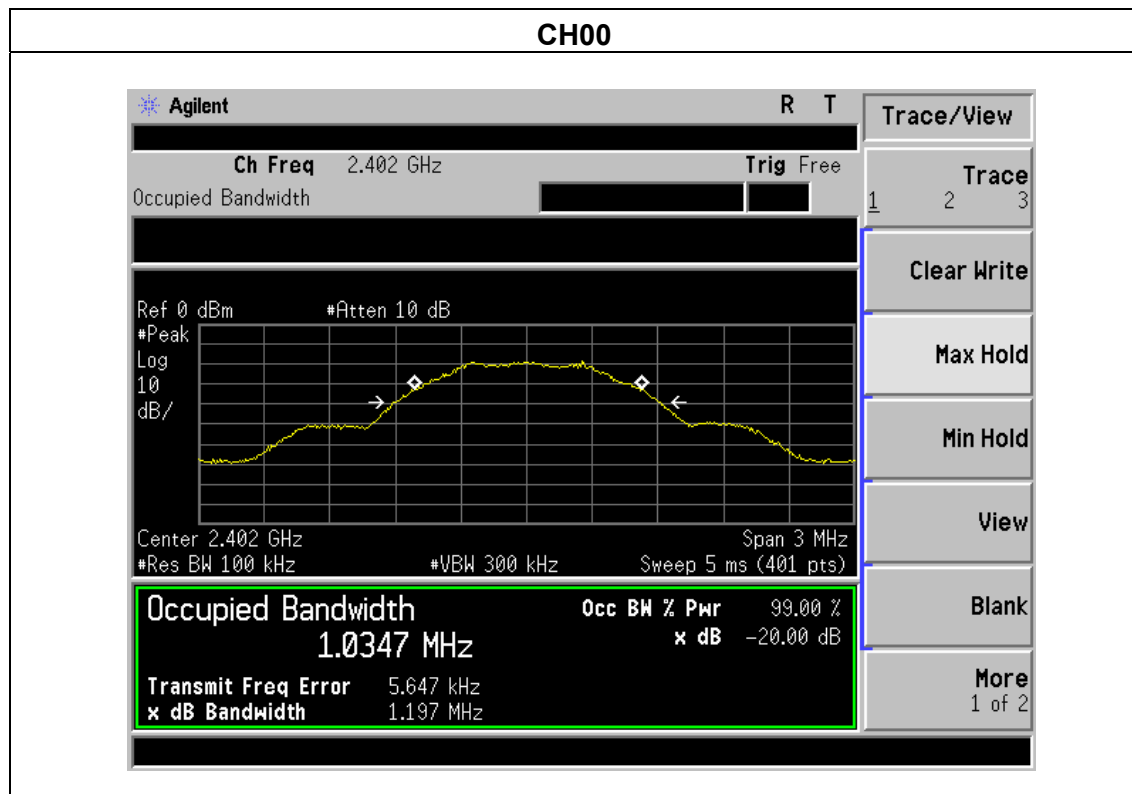 CH00
Agilent R T
Trace/View
Ch Freq 2.402 GHz Trig Free
Occupied Bandwidth
Trace
1 2 3
Clear Write
Max Hold
Min Hold
View
Blank
More
1 of 2
Ref 0 dBm #Atten 10 dB
#Peak
Log
10
dB/
Center 2.402 GHz Span 3 MHz
#Res BW 100 kHz #VBW 300 kHz Sweep 5 ms (401 pts)
Occupied Bandwidth Occ BW % Pwr 99.00 %
1.0347 MHz x dB -20.00 dB
Transmit Freq Error 5.647 kHz
x dB Bandwidth 1.197 MHz